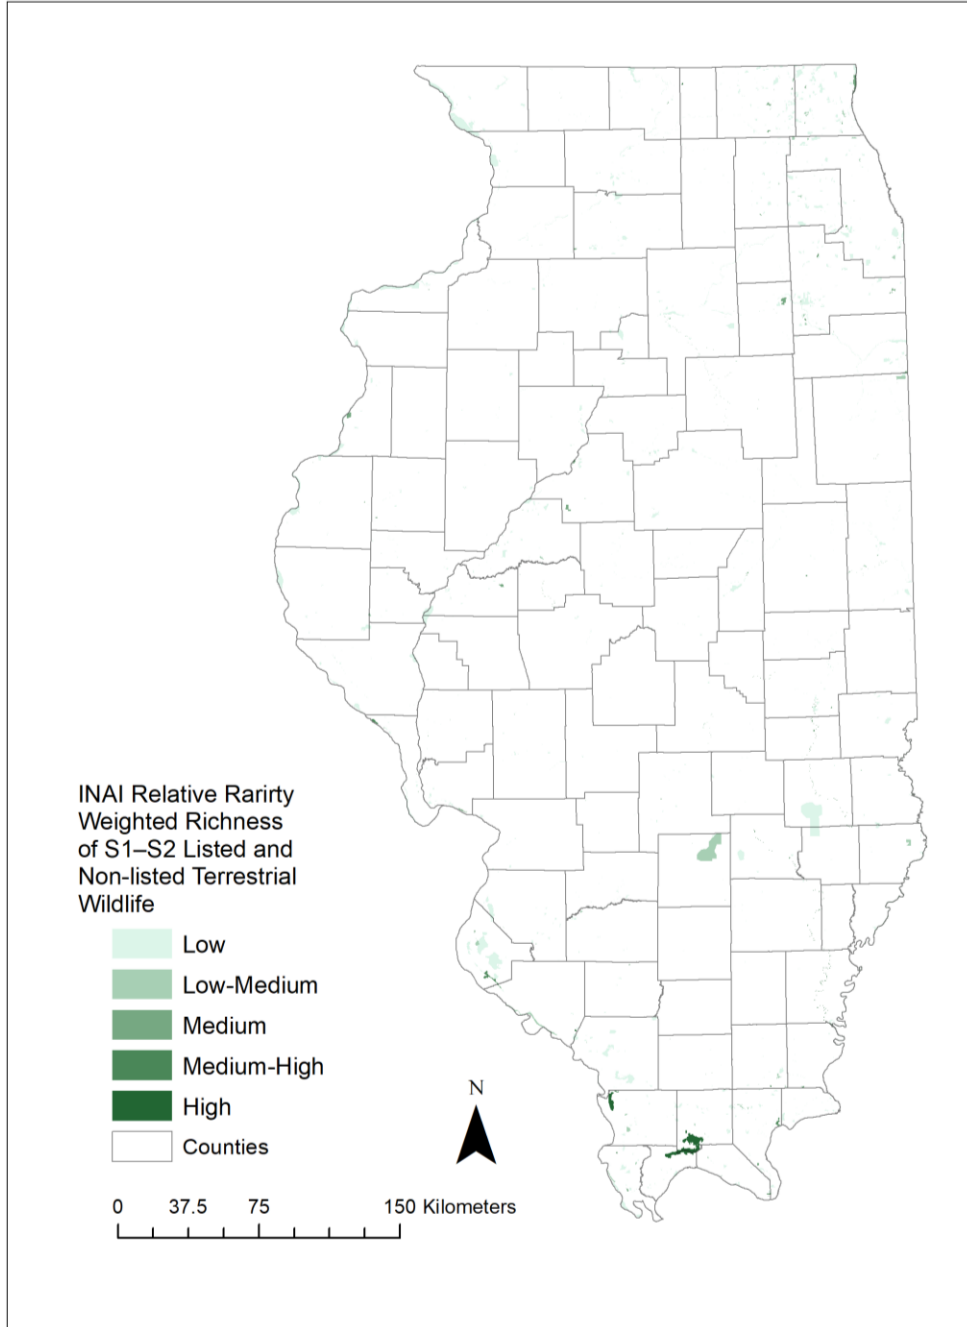 INAI Relative Rarirty
Weighted Richness
of S1–S2 Listed and
Non-listed Terrestrial
Wildlife
Low
Low-Medium
Medium
Medium-High
High
Counties
N
0 37.5 75 150 Kilometers